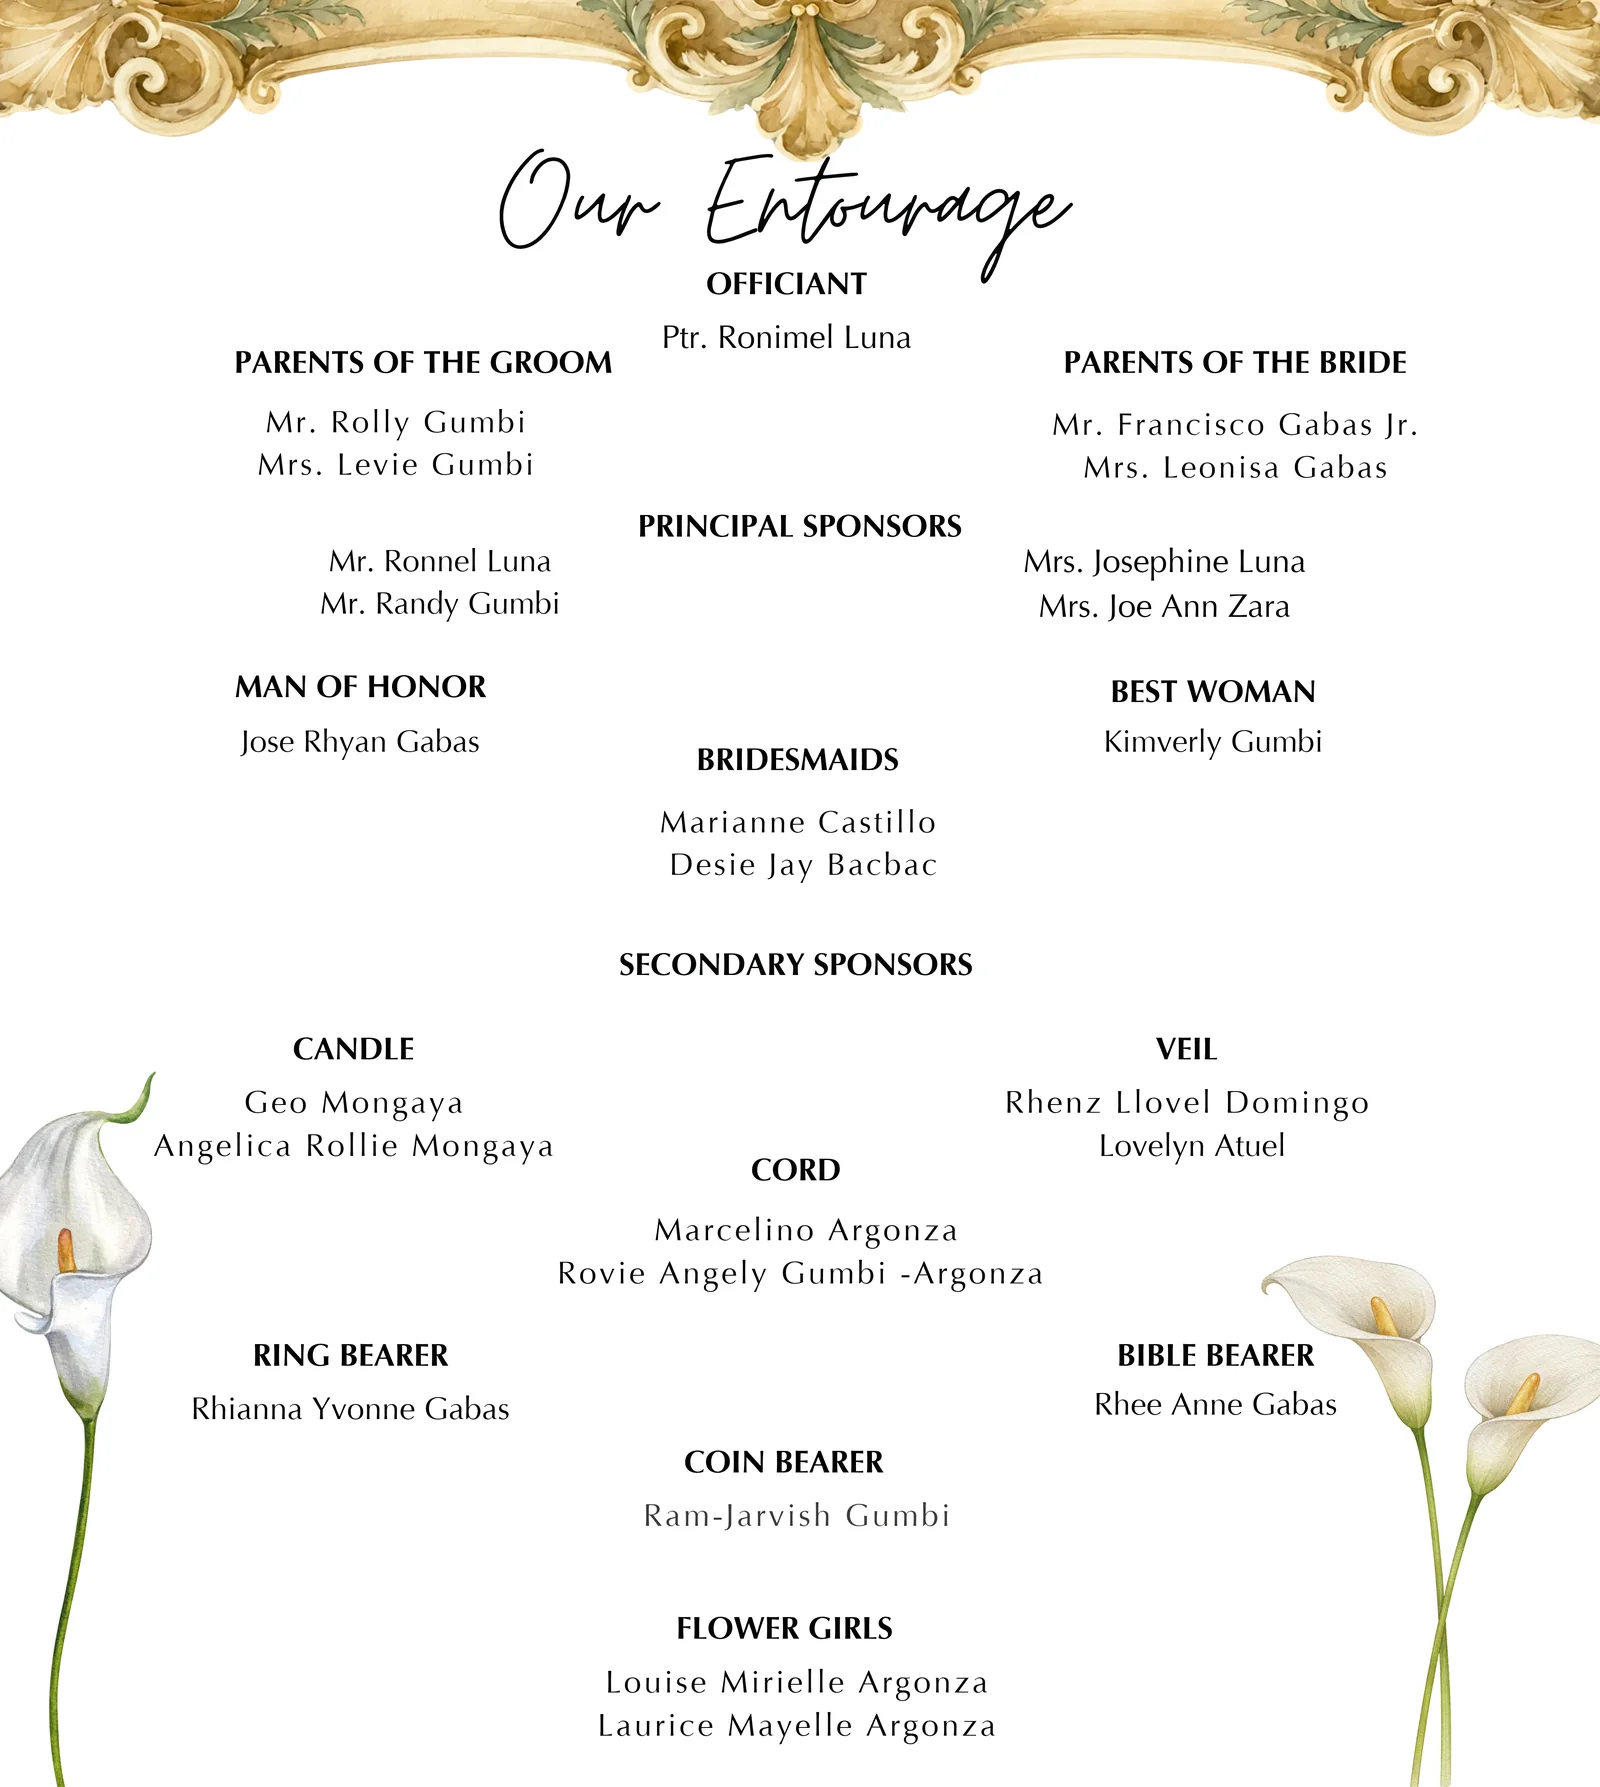 Our Entourage
OFFICIANT
Ptr. Ronimel Luna
PARENTS OF THE GROOM
Mr. Rolly Gumbi
Mrs. Levie Gumbi
PARENTS OF THE BRIDE
Mr. Francisco Gabas Jr.
Mrs. Leonisa Gabas
PRINCIPAL SPONSORS
Mr. Ronnel Luna
Mr. Randy Gumbi
Mrs. Josephine Luna
Mrs. Joe Ann Zara
MAN OF HONOR
Jose Rhyan Gabas
BEST WOMAN
Kimverly Gumbi
BRIDESMAIDS
Marianne Castillo
Desie Jay Bacbac
SECONDARY SPONSORS
CANDLE
Geo Mongaya
Angelica Rollie Mongaya
VEIL
Rhenz Llovel Domingo
Lovelyn Atuel
CORD
Marcelino Argonza
Rovie Angely Gumbi -Argonza
RING BEARER
Rhianna Yvonne Gabas
BIBLE BEARER
Rhee Anne Gabas
COIN BEARER
Ram-Jarvish Gumbi
FLOWER GIRLS
Louise Mirielle Argonza
Laurice Mayelle Argonza